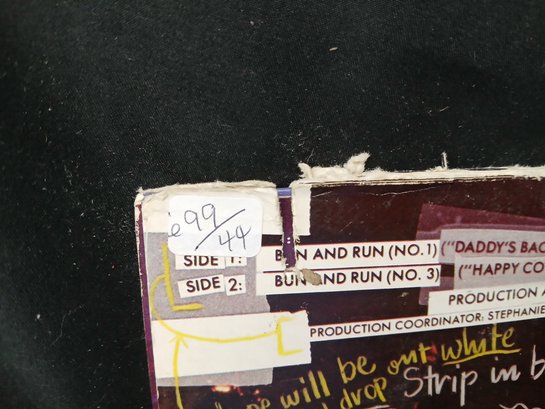 è99/44
SIDE 1: BUN AND RUN (NO. 1) ("DADDY'S BAC
SIDE 2: BUN AND RUN (NO. 3) ("HAPPY CO
PRODUCTION A
PRODUCTION COORDINATOR: STEPHANIE
will be out white
drop Strip in b